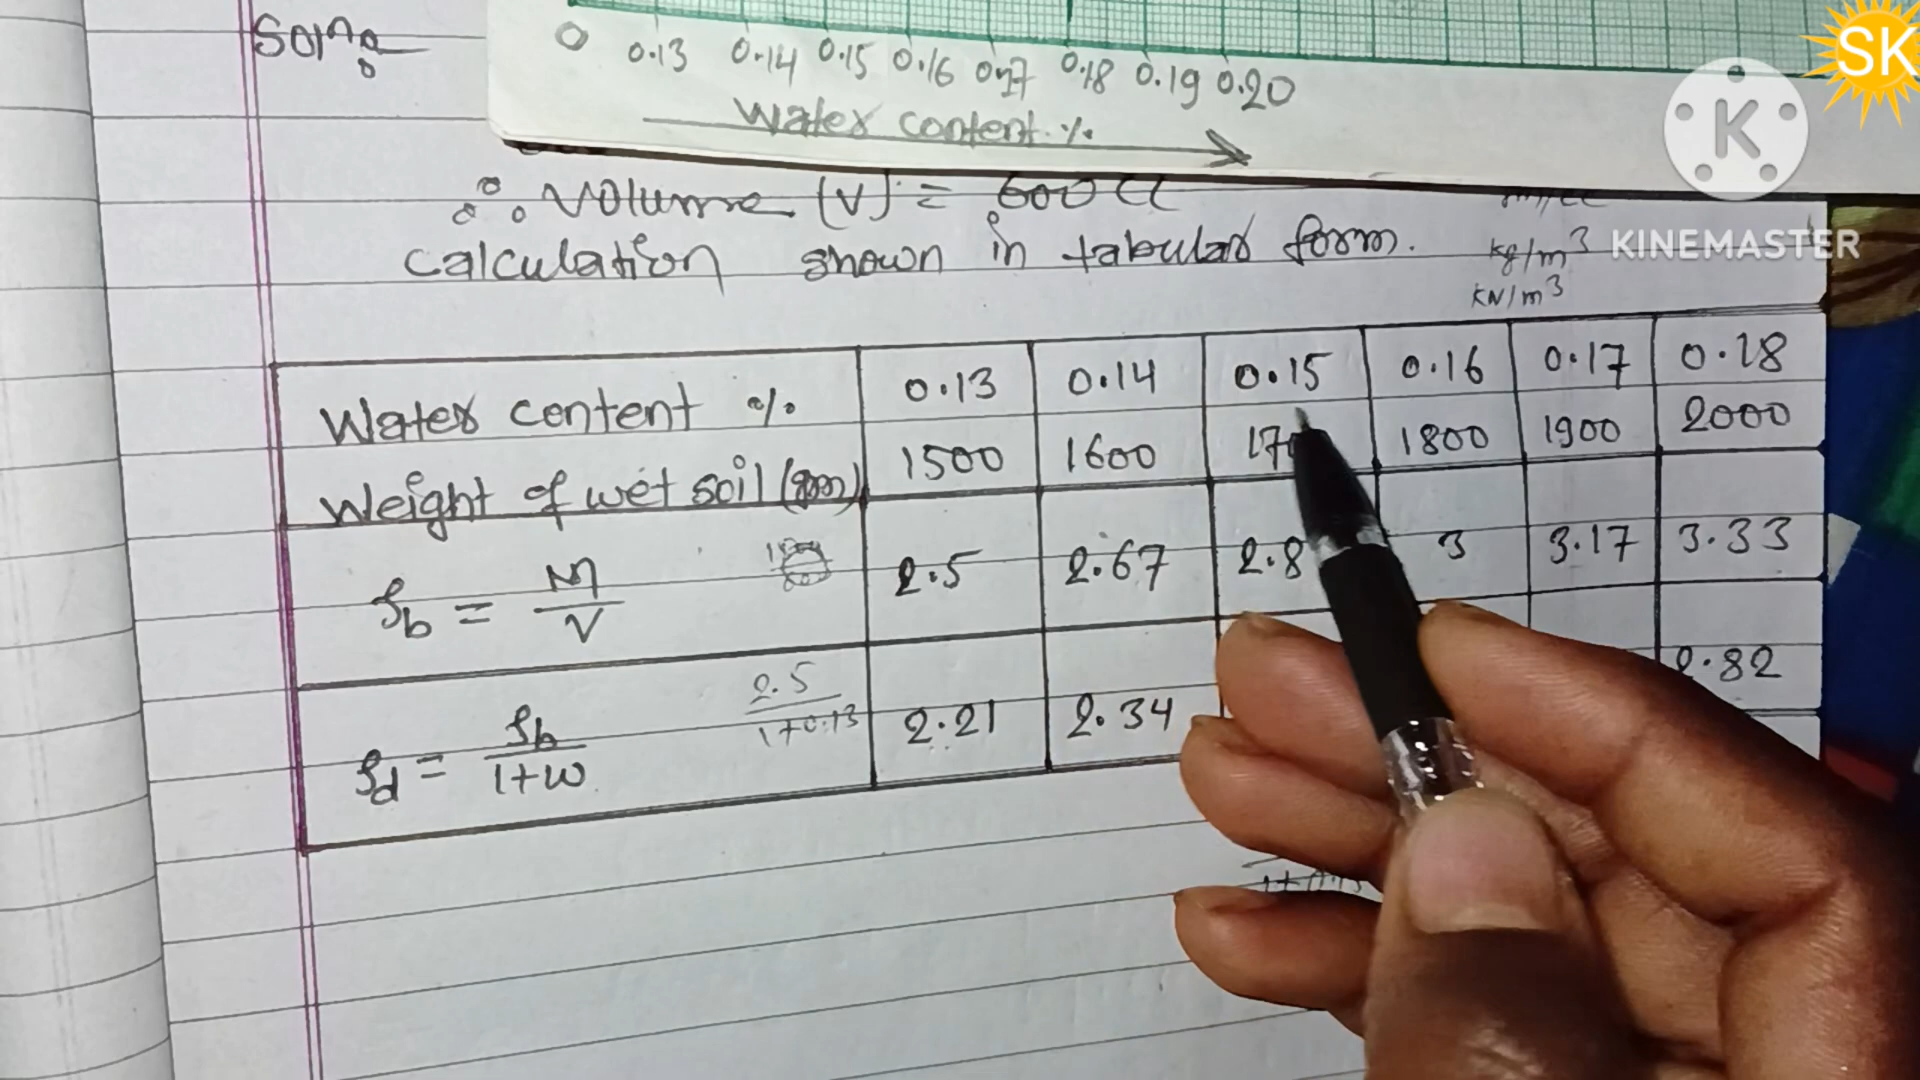 Soln
0 0.13 0.14 0.15 0.16 0.17 0.18 0.19 0.20
Water content %
SK
K
KINEMASTER
∴ Volume (V) = 600 CC
calculation shown in tabular form.
kg/m³
KN/m³
Water content % 0.13 0.14 0.15 0.16 0.17 0.18
Weight of wet soil (gm) 1500 1600 1800 1900 2000
ρb = M/V 2.5 2.67 2.8 3 3.17 3.33
ρd = ρb/1+w 2.5/1+0.13 2.21 2.34 2.82